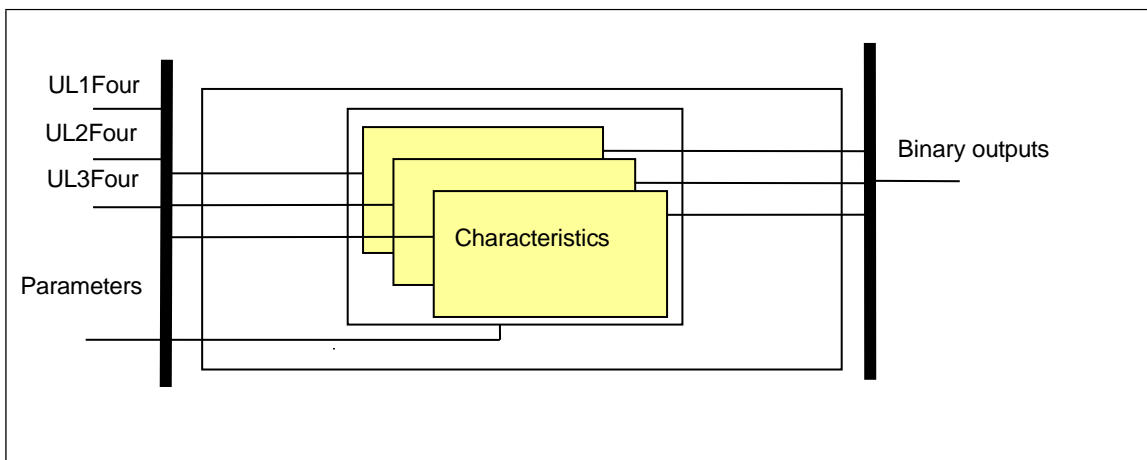 UL1Four
UL2Four
UL3Four
Parameters
Characteristics
Binary outputs